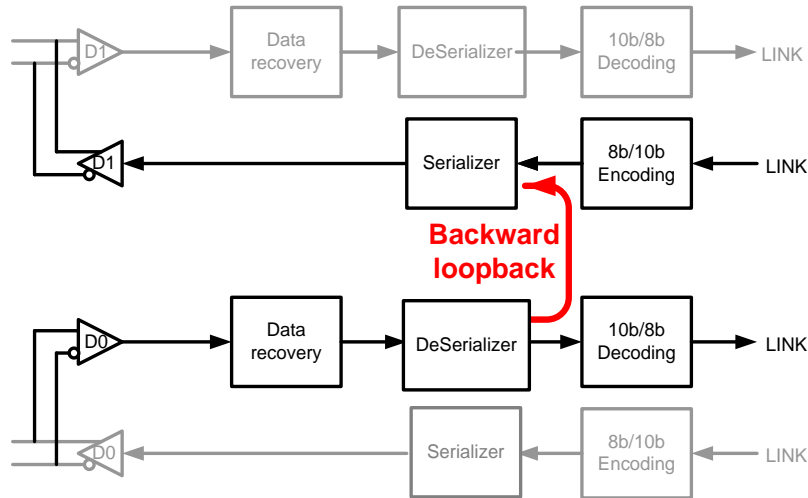 D1
Data
recovery
DeSerializer
10b/8b
Decoding
LINK
D1
Serializer
8b/10b
Encoding
LINK
Backward
loopback
D0
Data
recovery
DeSerializer
10b/8b
Decoding
LINK
D0
Serializer
8b/10b
Encoding
LINK